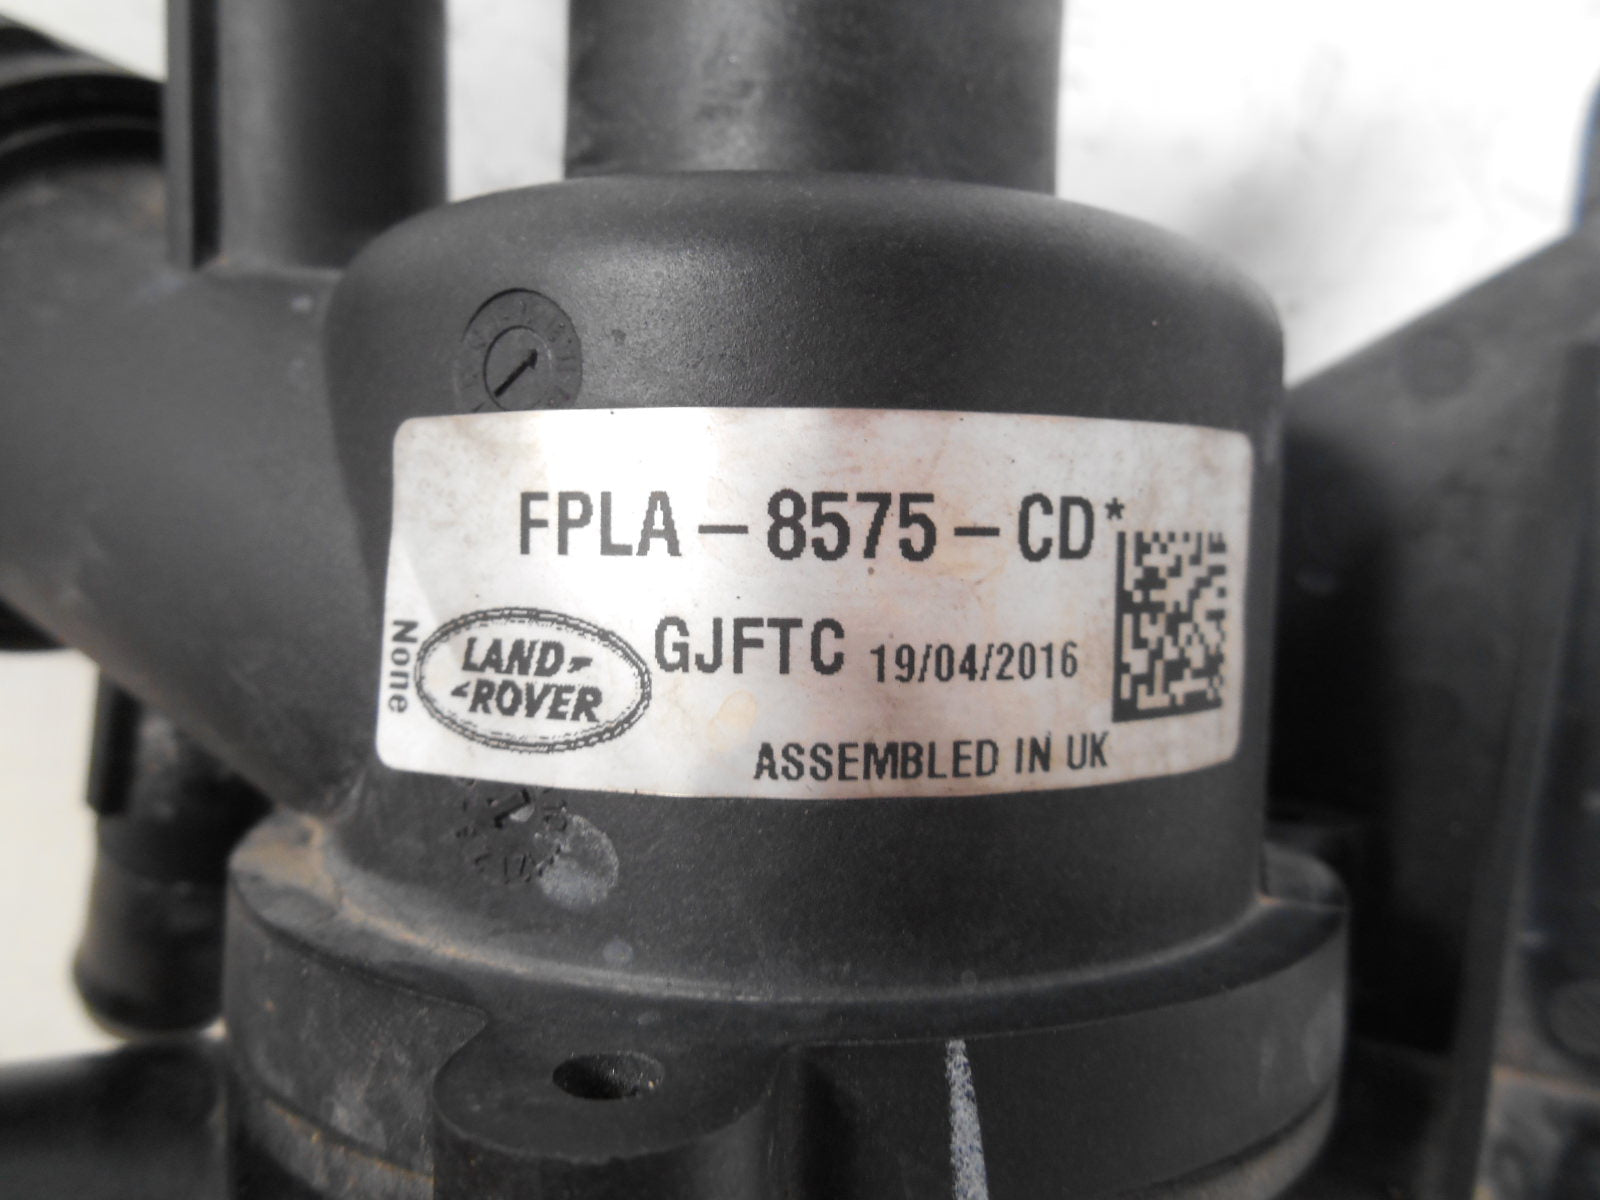 FPLA-8575-CD*
None
LAND-
ROVER
GJFTC 19/04/2016
ASSEMBLED IN UK